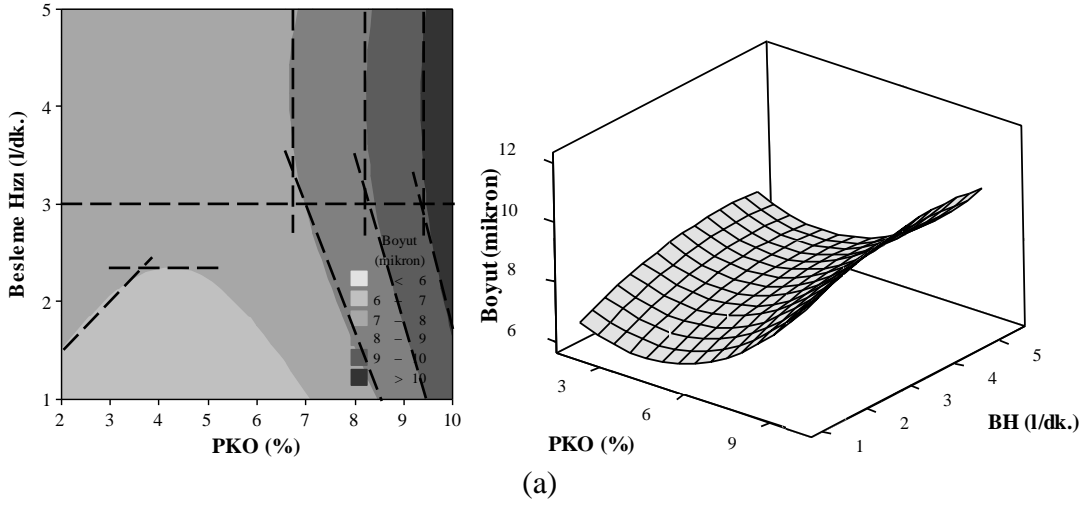 Besleme Hızı (l/dk.)
5
4
3
2
1
Boyut
(mikron)
< 6
6 – 7
7 – 8
8 – 9
9 – 10
> 10
2 3 4 5 6 7 8 9 10
PKO (%)
Boyut (mikron)
12
10
8
6
3
6
9
PKO (%)
1
2
3
4
5
BH (l/dk.)
(a)